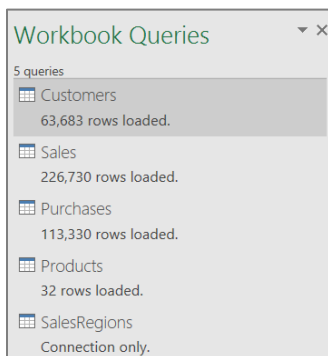 Workbook Queries
5 queries
Customers
63,683 rows loaded.
Sales
226,730 rows loaded.
Purchases
113,330 rows loaded.
Products
32 rows loaded.
SalesRegions
Connection only.